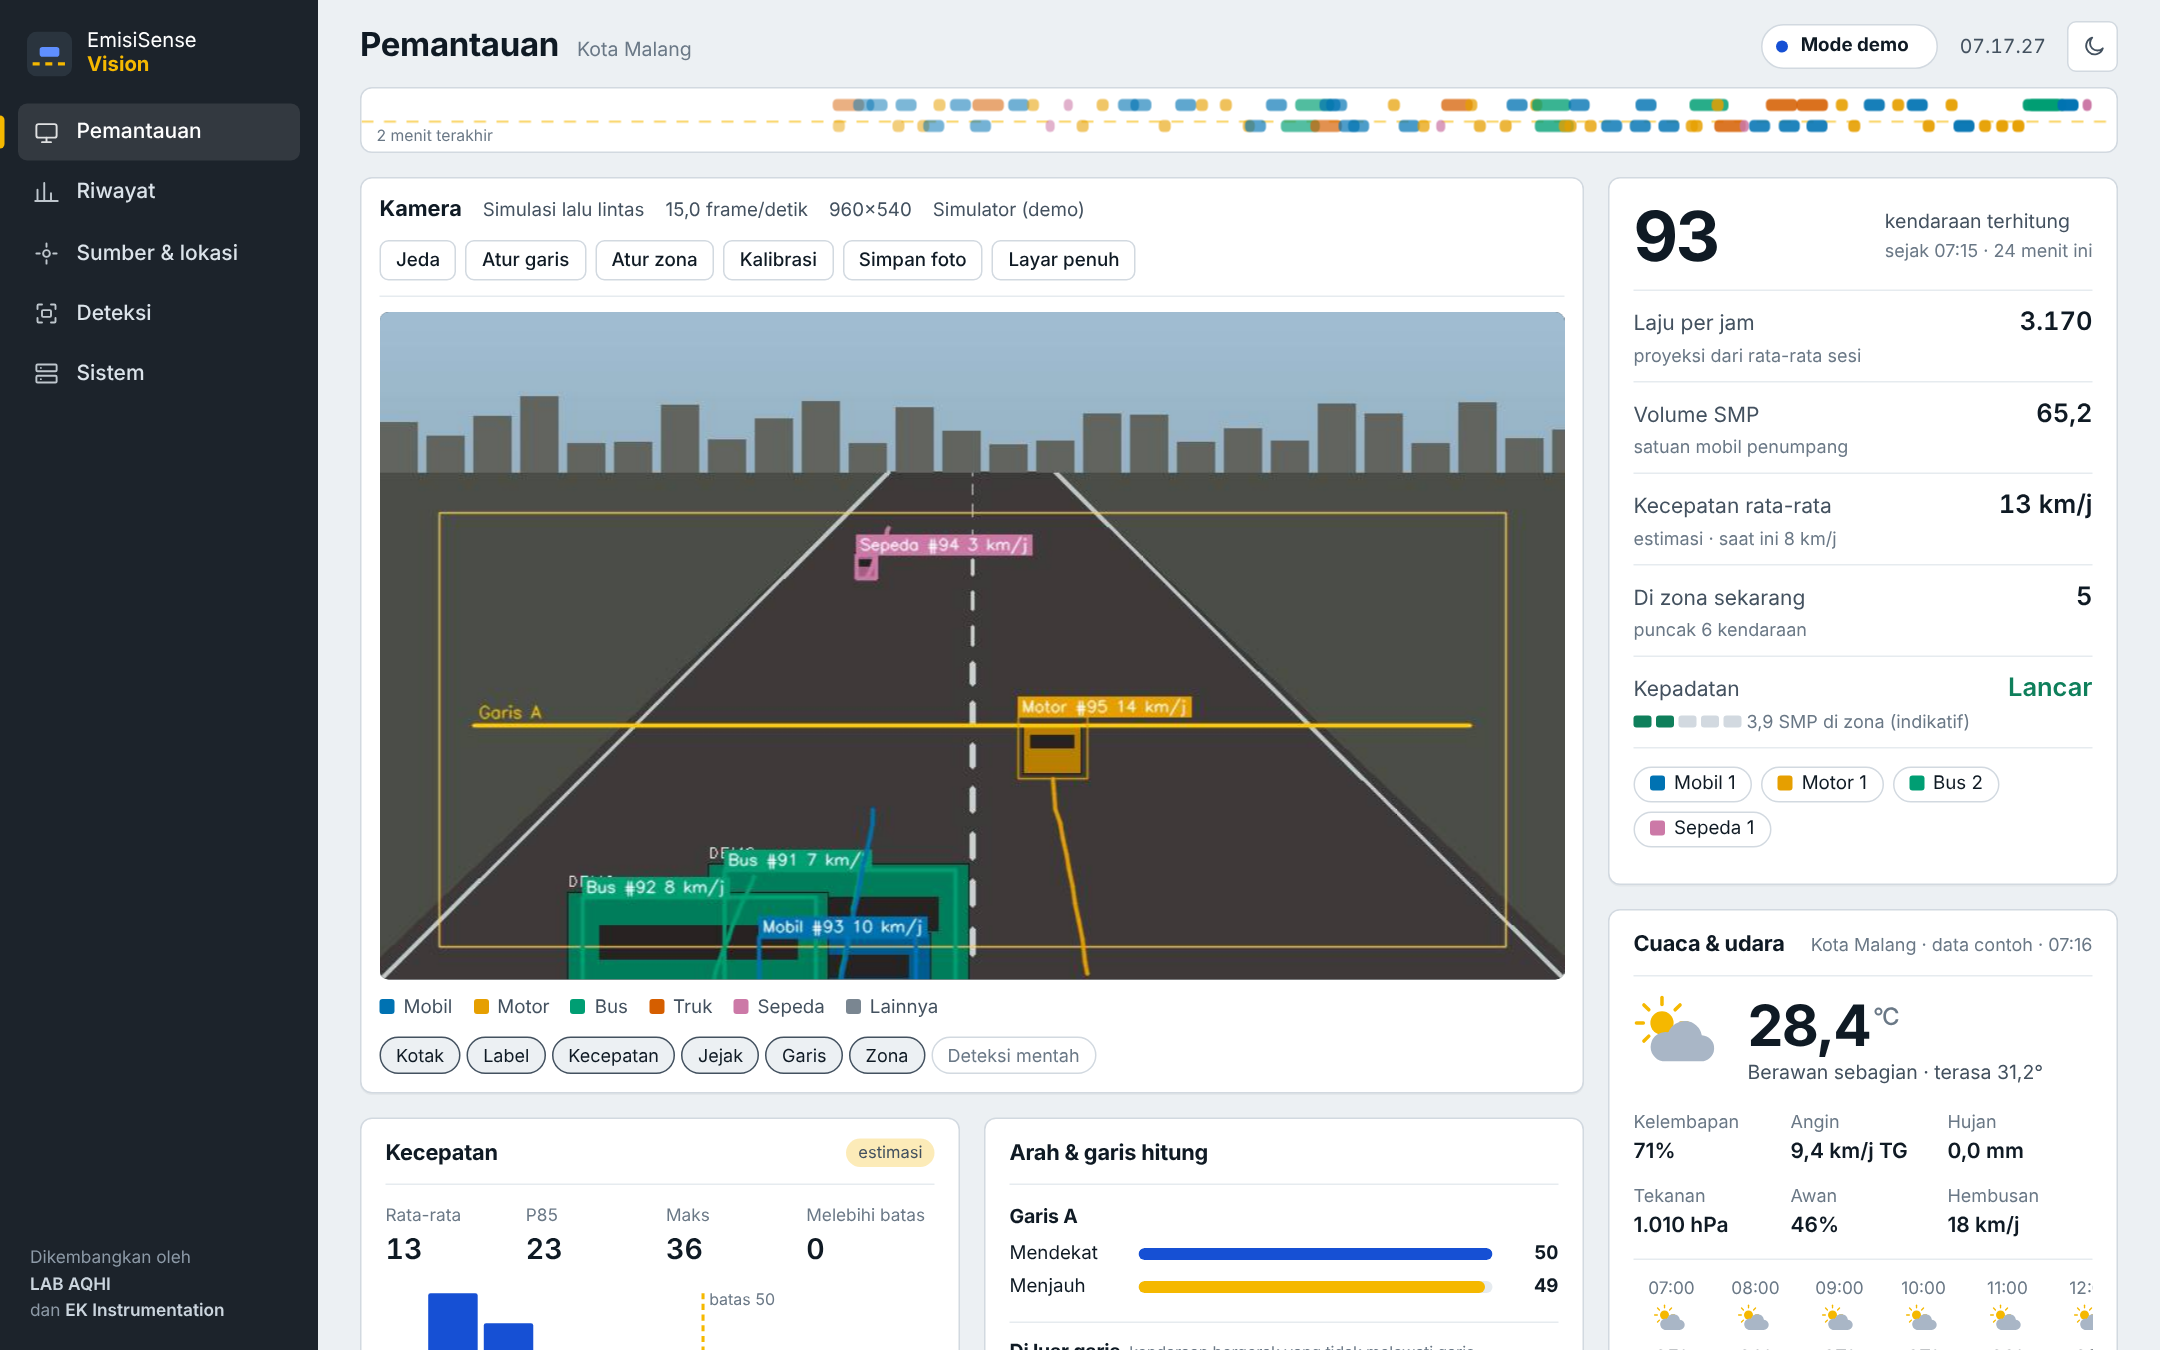 EmisiSense
Vision
Pemantauan
Riwayat
Sumber & lokasi
Deteksi
Sistem
Dikembangkan oleh
LAB AQHI
dan EK Instrumentation
Pemantauan Kota Malang
Mode demo
07.17.27
2 menit terakhir
Kamera Simulasi lalu lintas 15,0 frame/detik 960×540 Simulator (demo)
Jeda Atur garis Atur zona Kalibrasi Simpan foto Layar penuh
Sepeda #94 3 km/j
Garis A
Motor #95 14 km/j
Bus #91 7 km/
Bus #92 8 km/j
Mobil #93 10 km/j
Mobil Motor Bus Truk Sepeda Lainnya
Kotak Label Kecepatan Jejak Garis Zona Deteksi mentah
93
kendaraan terhitung
sejak 07:15 · 24 menit ini
Laju per jam 3.170
proyeksi dari rata-rata sesi
Volume SMP 65,2
satuan mobil penumpang
Kecepatan rata-rata 13 km/j
estimasi · saat ini 8 km/j
Di zona sekarang 5
puncak 6 kendaraan
Kepadatan Lancar
3,9 SMP di zona (indikatif)
Mobil 1 Motor 1 Bus 2
Sepeda 1
Cuaca & udara Kota Malang · data contoh · 07:16
28,4 °C
Berawan sebagian · terasa 31,2°
Kelembapan Angin Hujan
71% 9,4 km/j TG 0,0 mm
Tekanan Awan Hembusan
1.010 hPa 46% 18 km/j
07:00 08:00 09:00 10:00 11:00 12:
Kecepatan estimasi
Rata-rata P85 Maks Melebihi batas
13 23 36 0
batas 50
Arah & garis hitung
Garis A
Mendekat 50
Menjauh 49